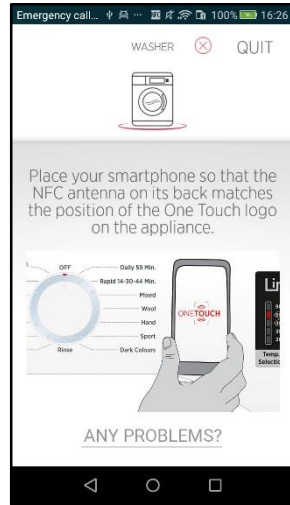 Emergency call... 100% 16:26
WASHER QUIT
Place your smartphone so that the
NFC antenna on its back matches
the position of the One Touch logo
on the appliance.
OFF
Daily 59 Min.
Rapid 14-30-44 Min.
Mixed
Wool
Hand
Sport
Rinse
Dark Colours
ONETOUCH
Temp.
Selectio
ANY PROBLEMS?